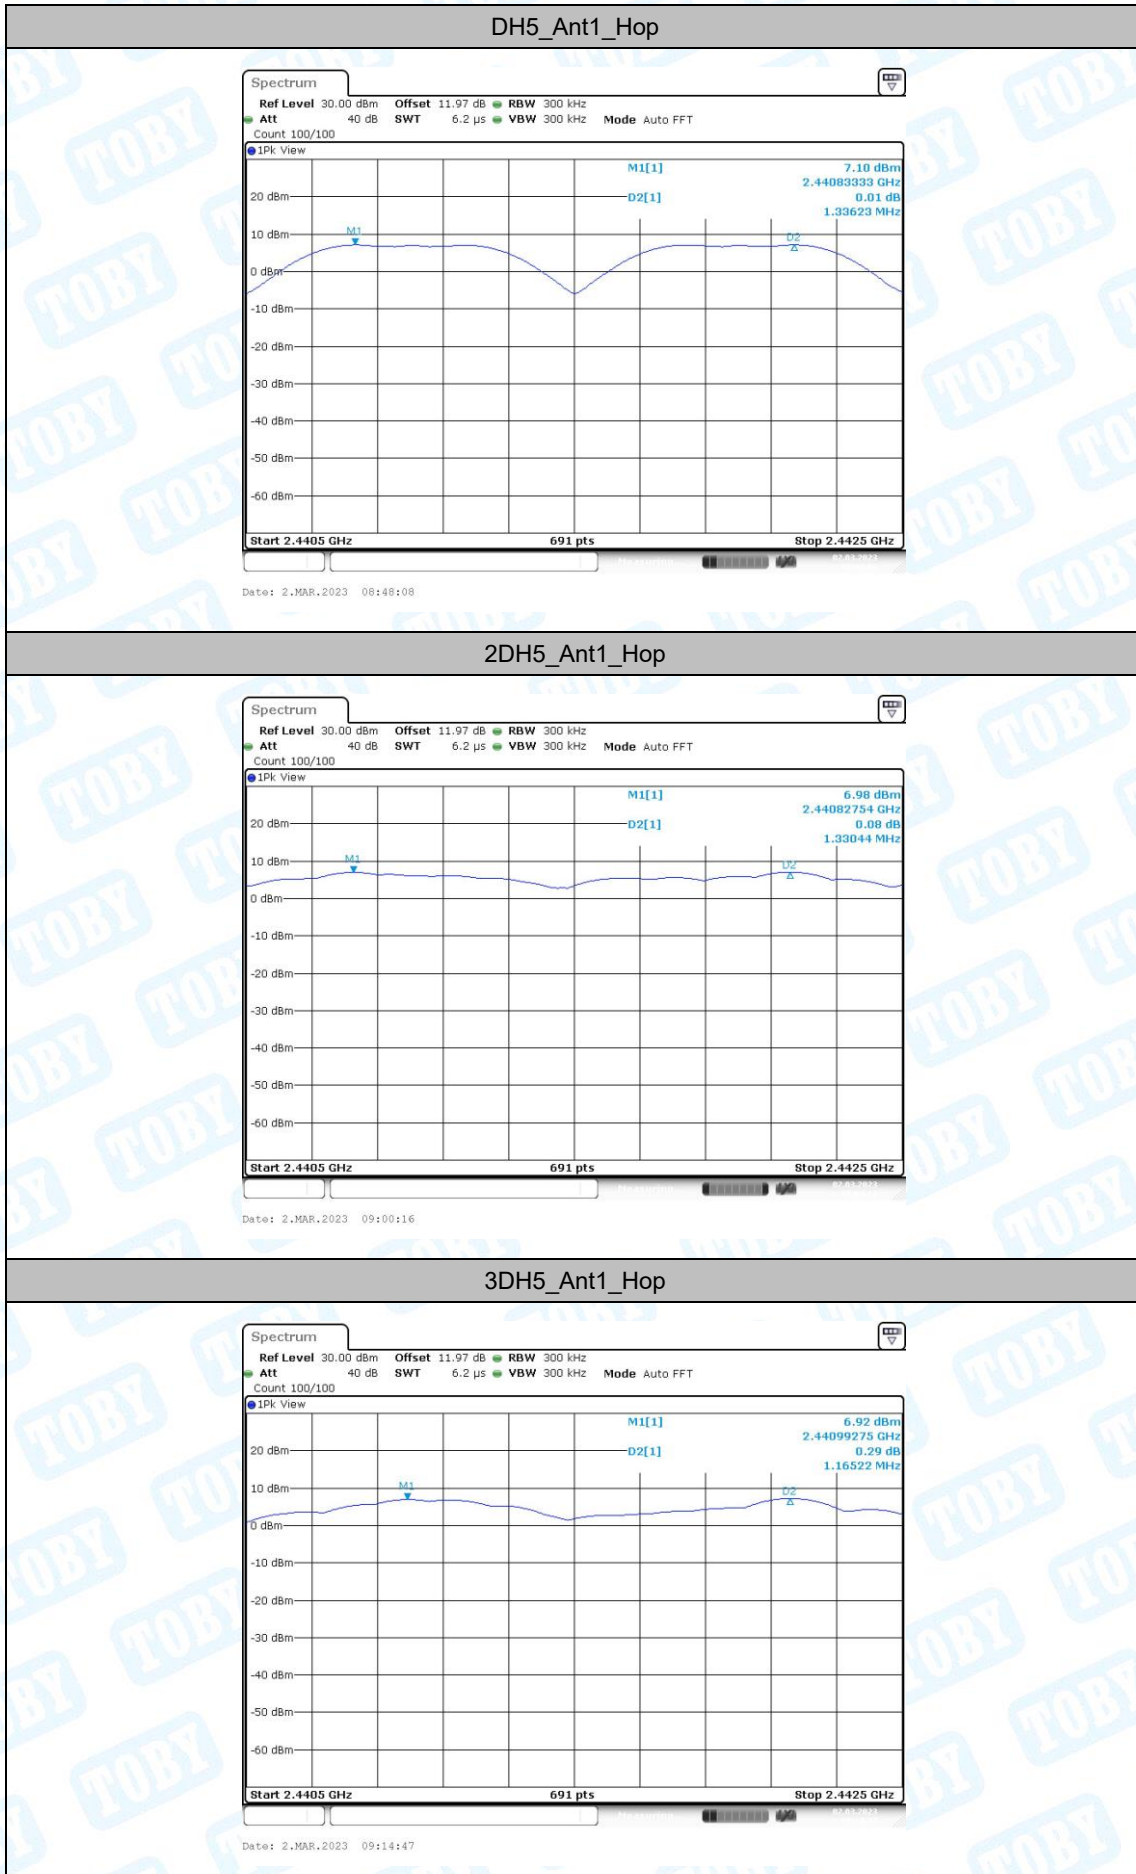 DH5_Ant1_Hop
Spectrum
Ref Level 30.00 dBm Offset 11.97 dB RBW 300 kHz
Att 40 dB SWT 6.2 µs VBW 300 kHz Mode Auto FFT
Count 100/100
1Pk View
M1[1] 7.10 dBm
2.44083333 GHz
20 dBm D2[1] 0.01 dB
1.33623 MHz
10 dBm M1 D2
0 dBm
-10 dBm
-20 dBm
-30 dBm
-40 dBm
-50 dBm
-60 dBm
Start 2.4405 GHz 691 pts Stop 2.4425 GHz
Measuring... 02.03.2023
Date: 2.MAR.2023 08:48:08
2DH5_Ant1_Hop
Spectrum
Ref Level 30.00 dBm Offset 11.97 dB RBW 300 kHz
Att 40 dB SWT 6.2 µs VBW 300 kHz Mode Auto FFT
Count 100/100
1Pk View
M1[1] 6.98 dBm
2.44082754 GHz
20 dBm D2[1] 0.08 dB
1.33044 MHz
10 dBm M1 D2
0 dBm
-10 dBm
-20 dBm
-30 dBm
-40 dBm
-50 dBm
-60 dBm
Start 2.4405 GHz 691 pts Stop 2.4425 GHz
Measuring... 02.03.2023
Date: 2.MAR.2023 09:00:16
3DH5_Ant1_Hop
Spectrum
Ref Level 30.00 dBm Offset 11.97 dB RBW 300 kHz
Att 40 dB SWT 6.2 µs VBW 300 kHz Mode Auto FFT
Count 100/100
1Pk View
M1[1] 6.92 dBm
2.44099275 GHz
20 dBm D2[1] 0.29 dB
1.16522 MHz
10 dBm M1 D2
0 dBm
-10 dBm
-20 dBm
-30 dBm
-40 dBm
-50 dBm
-60 dBm
Start 2.4405 GHz 691 pts Stop 2.4425 GHz
Measuring... 02.03.2023
Date: 2.MAR.2023 09:14:47
TOBY